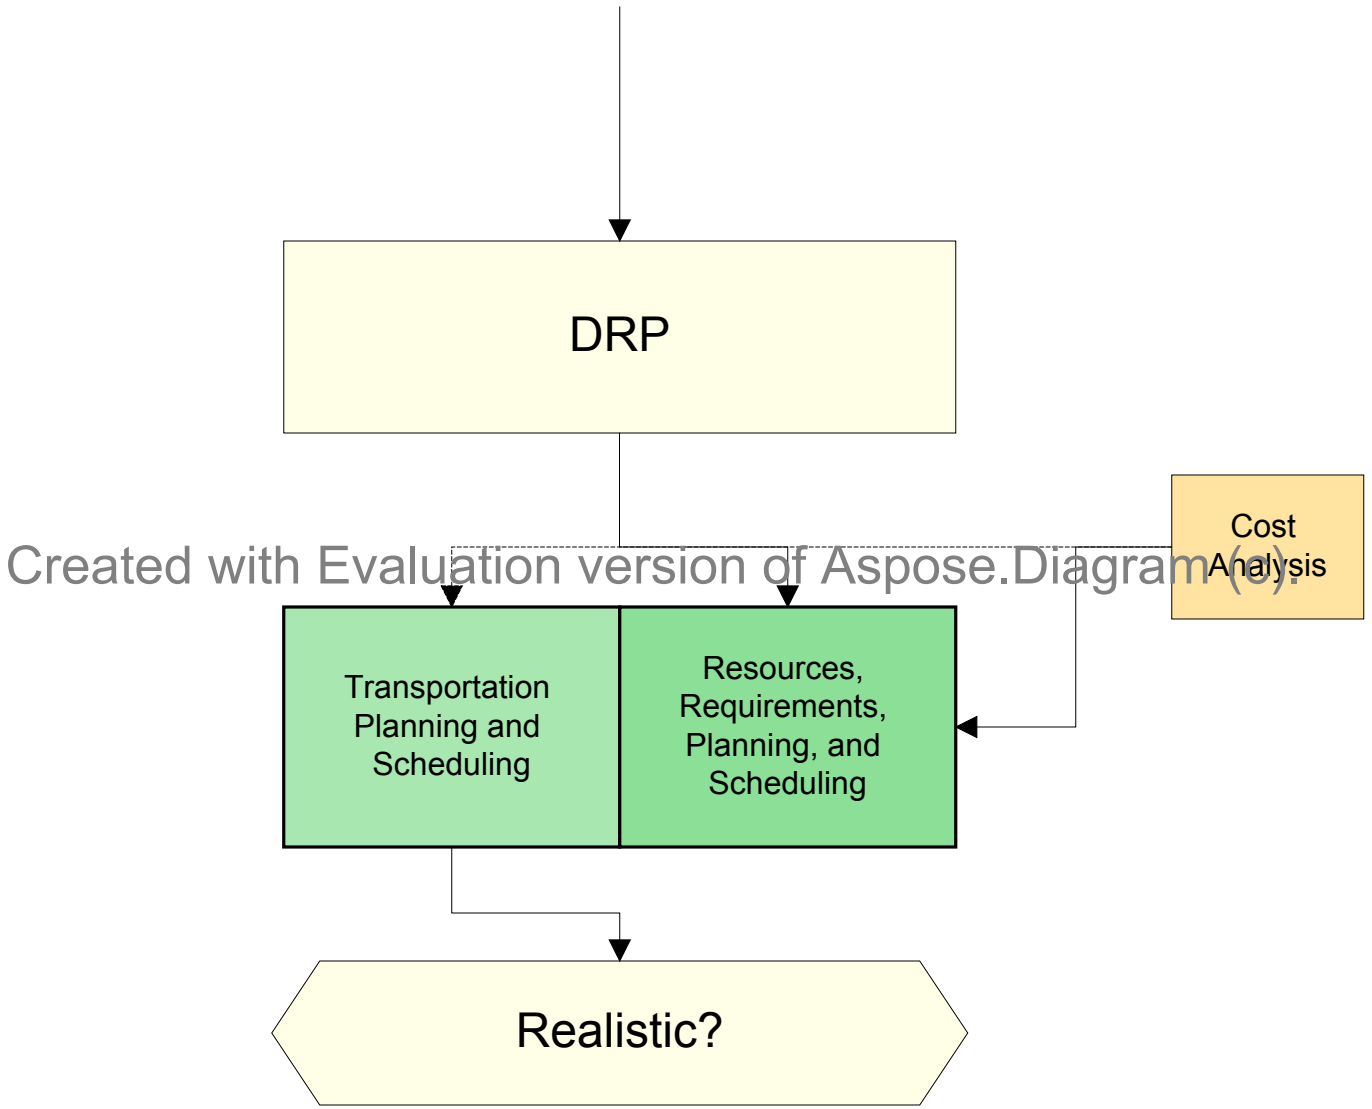 DRP
Cost
Analysis
Created with Evaluation version of Aspose.Diagram (c).
Transportation
Planning and
Scheduling
Resources,
Requirements,
Planning, and
Scheduling
Realistic?